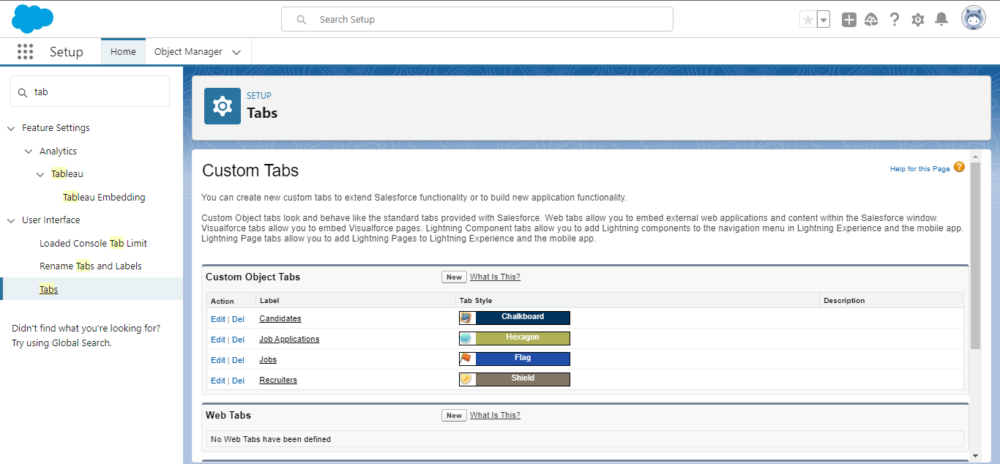 Search Setup
Setup
Home
Object Manager
tab
Feature Settings
Analytics
Tableau
Tableau Embedding
User Interface
Loaded Console Tab Limit
Rename Tabs and Labels
Tabs
Didn't find what you're looking for?
Try using Global Search.
SETUP
Tabs
Custom Tabs
Help for this Page ?
You can create new custom tabs to extend Salesforce functionality or to build new application functionality.
Custom Object tabs look and behave like the standard tabs provided with Salesforce. Web tabs allow you to embed external web applications and content within the Salesforce window.
Visualforce tabs allow you to embed Visualforce pages. Lightning Component tabs allow you to add Lightning components to the navigation menu in Lightning Experience and the mobile app.
Lightning Page tabs allow you to add Lightning Pages to Lightning Experience and the mobile app.
Custom Object Tabs New What Is This?
Action Label Tab Style Description
Edit | Del Candidates Chalkboard
Edit | Del Job Applications Hexagon
Edit | Del Jobs Flag
Edit | Del Recruiters Shield
Web Tabs New What Is This?
No Web Tabs have been defined